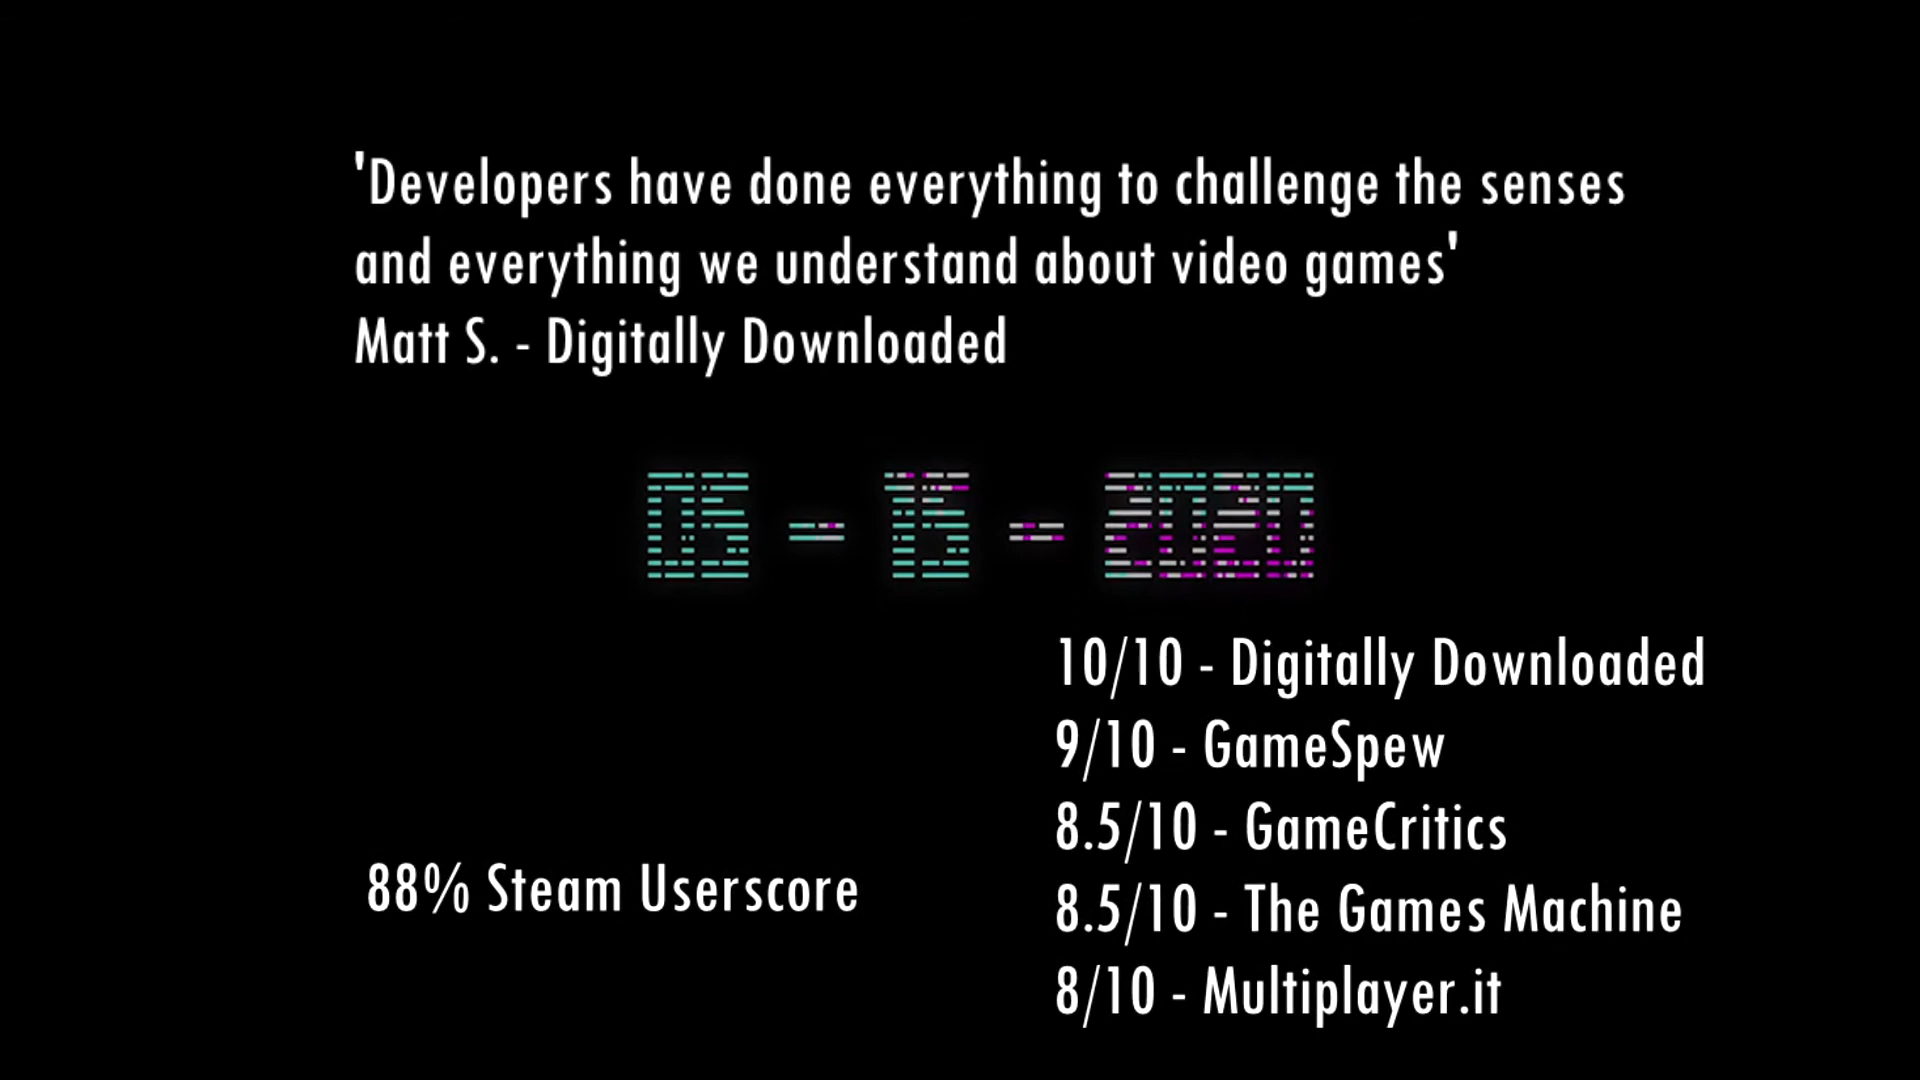 'Developers have done everything to challenge the senses
and everything we understand about video games'
Matt S. - Digitally Downloaded
05 - 15 - 2020
10/10 - Digitally Downloaded
9/10 - GameSpew
8.5/10 - GameCritics
8.5/10 - The Games Machine
8/10 - Multiplayer.it
88% Steam Userscore